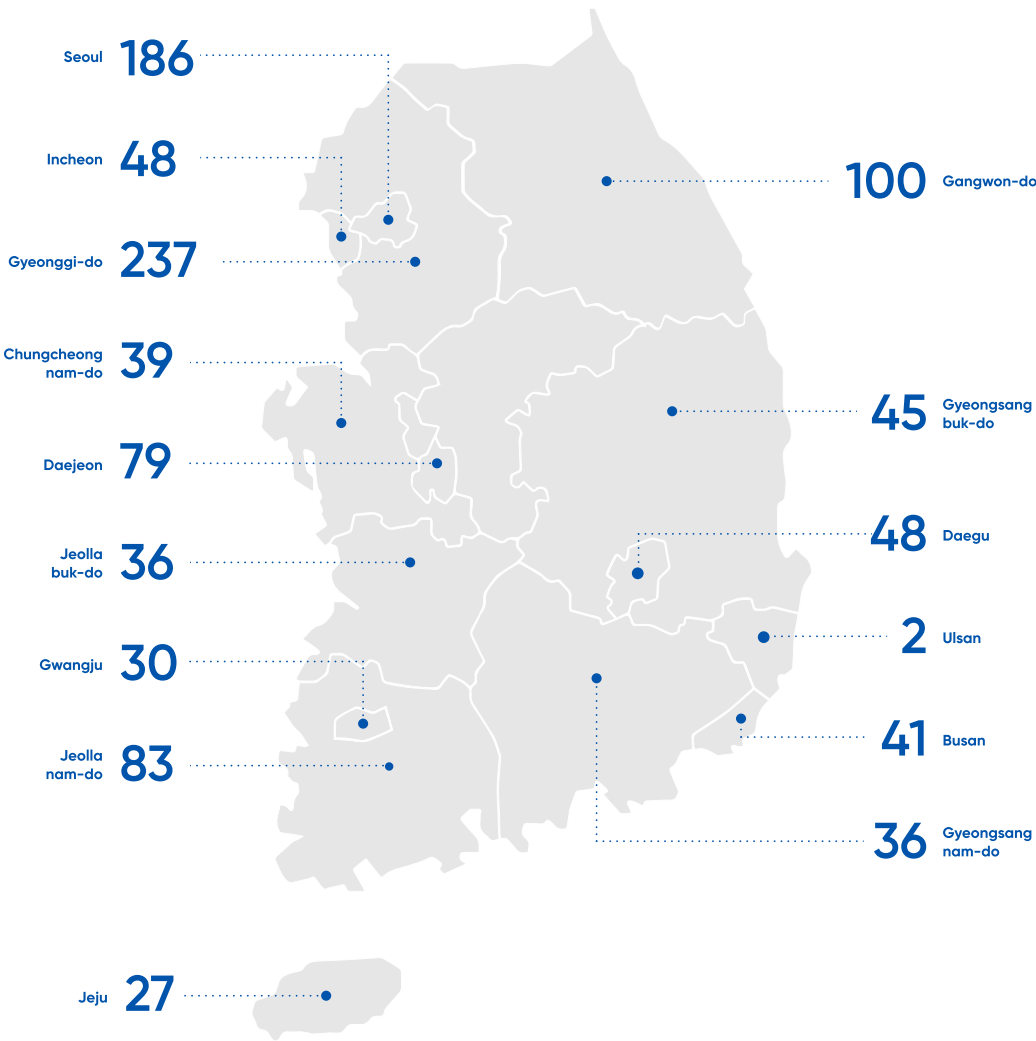 Seoul 186
Incheon 48
Gyeonggi-do 237
Chungcheong
nam-do 39
Daejeon 79
Jeolla
buk-do 36
Gwangju 30
Jeolla
nam-do 83
Jeju 27
100 Gangwon-do
45 Gyeongsang
buk-do
48 Daegu
2 Ulsan
41 Busan
36 Gyeongsang
nam-do